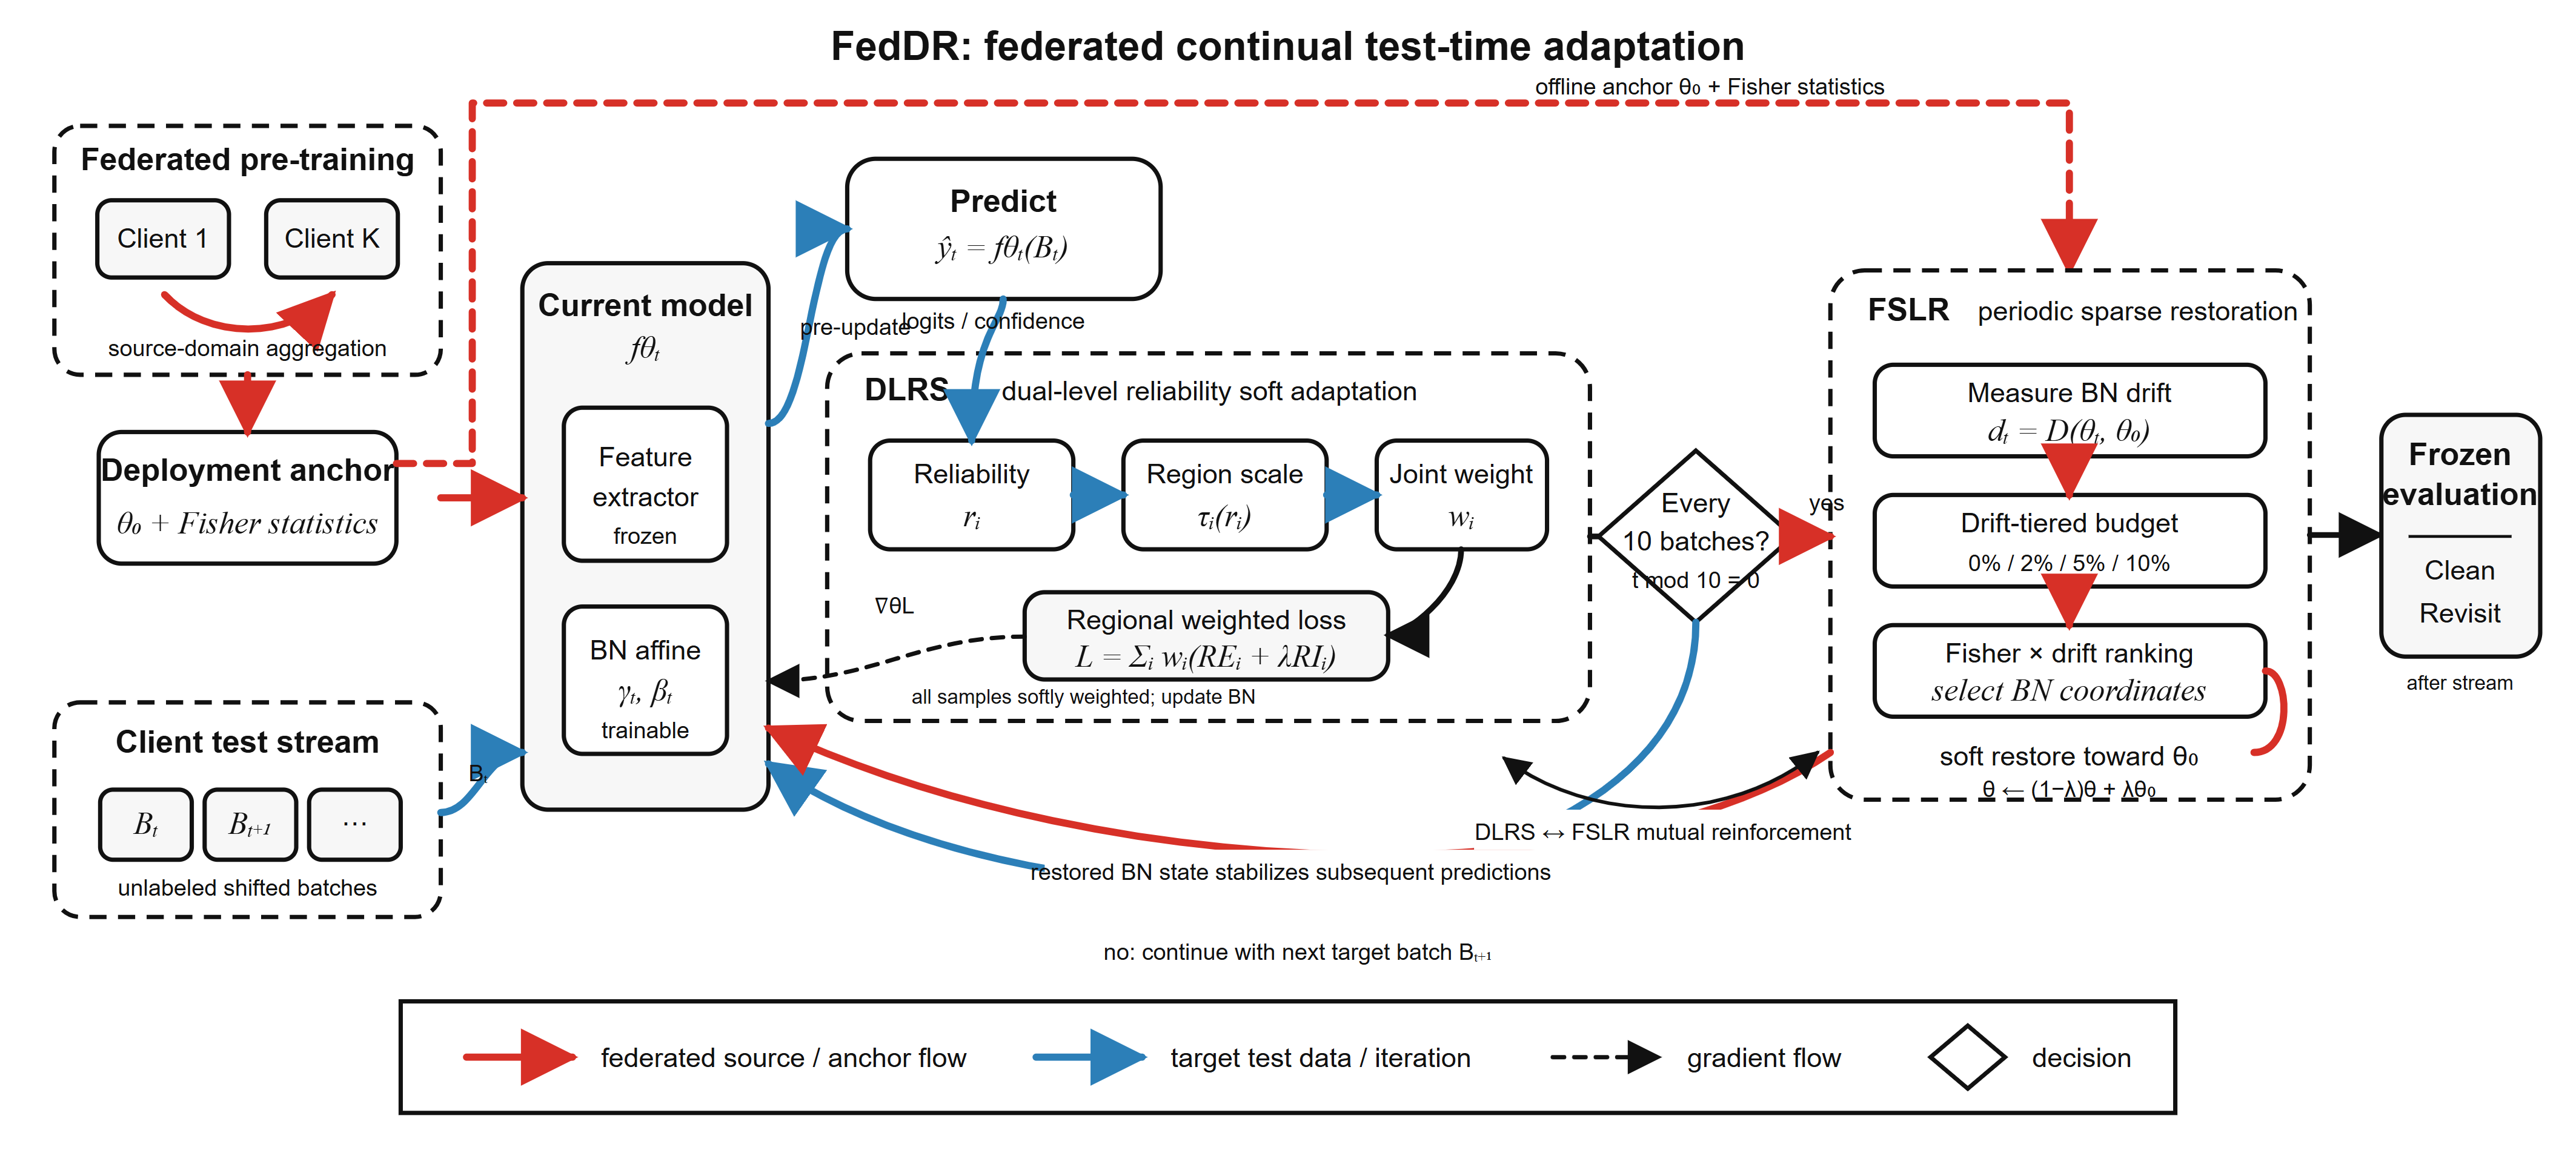 FedDR: federated continual test-time adaptation
offline anchor θ₀ + Fisher statistics
Federated pre-training
Client 1
Client K
source-domain aggregation
Deployment anchor
θ₀ + Fisher statistics
Client test stream
Bₜ
Bₜ₊₁
⋯
unlabeled shifted batches
Bₜ
Current model
fθₜ
Feature
extractor
frozen
BN affine
γₜ, βₜ
trainable
Predict
ŷₜ = fθₜ(Bₜ)
pre-update
logits / confidence
DLRS
dual-level reliability soft adaptation
Reliability
rᵢ
Region scale
τᵢ(rᵢ)
Joint weight
wᵢ
∇θL
Regional weighted loss
L = Σᵢ wᵢ(REᵢ + λRIᵢ)
all samples softly weighted; update BN
Every
10 batches?
t mod 10 = 0
yes
FSLR
periodic sparse restoration
Measure BN drift
dₜ = D(θₜ, θ₀)
Drift-tiered budget
0% / 2% / 5% / 10%
Fisher × drift ranking
select BN coordinates
soft restore toward θ₀
θ ← (1−λ)θ + λθ₀
Frozen
evaluation
Clean
Revisit
after stream
DLRS ↔ FSLR mutual reinforcement
restored BN state stabilizes subsequent predictions
no: continue with next target batch Bₜ₊₁
federated source / anchor flow
target test data / iteration
gradient flow
decision